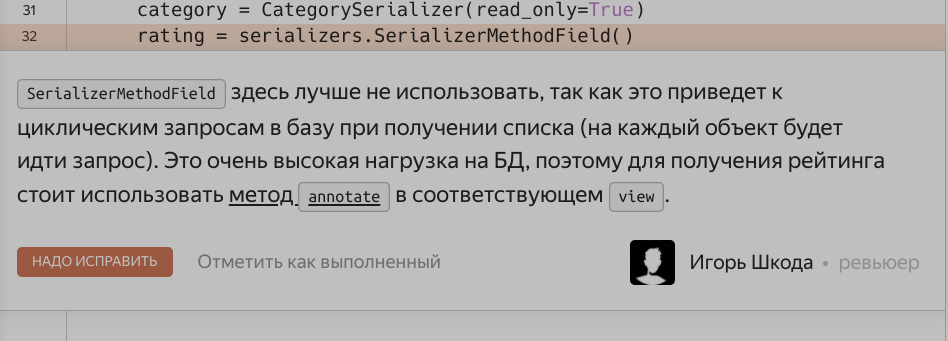 31 category = CategorySerializer(read_only=True)
32 rating = serializers.SerializerMethodField()
SerializerMethodField здесь лучше не использовать, так как это приведет к
циклическим запросам в базу при получении списка (на каждый объект будет
идти запрос). Это очень высокая нагрузка на БД, поэтому для получения рейтинга
стоит использовать метод annotate в соответствующем view.
НАДО ИСПРАВИТЬ Отметить как выполненный Игорь Шкода • ревьюер